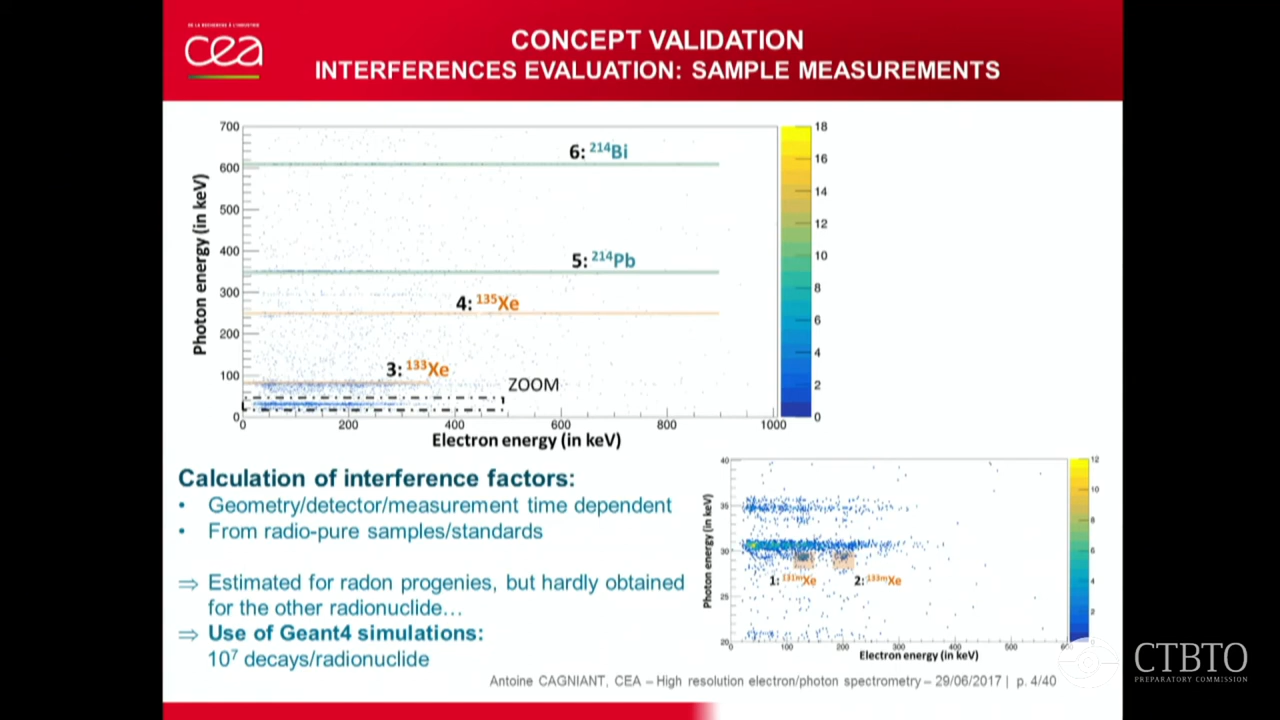 DE LA RECHERCHE À L'INDUSTRIE
cea
CONCEPT VALIDATION
INTERFERENCES EVALUATION: SAMPLE MEASUREMENTS
700
600
500
400
300
200
100
0
Photon energy (in keV)
6: ²¹⁴Bi
5: ²¹⁴Pb
4: ¹³⁵Xe
3: ¹³³Xe
ZOOM
0 200 400 600 800 1000
Electron energy (in keV)
18
16
14
12
10
8
6
4
2
0
Calculation of interference factors:
• Geometry/detector/measurement time dependent
• From radio-pure samples/standards
⇒ Estimated for radon progenies, but hardly obtained
for the other radionuclide…
⇒ Use of Geant4 simulations:
10⁷ decays/radionuclide
40
35
30
25
20
Photon energy (in keV)
1: ¹³¹ᵐXe 2: ¹³³ᵐXe
0 100 200 300 400 500
Electron energy (in keV)
12
10
8
6
4
2
CTBTO
PREPARATORY COMMISSION
Antoine CAGNIANT, CEA – High resolution electron/photon spectrometry – 29/06/2017 | p. 4/40